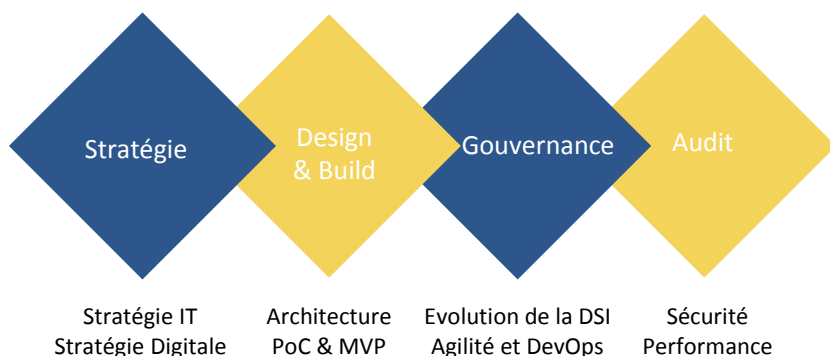 Stratégie
Design
& Build
Gouvernance
Audit
Stratégie IT
Stratégie Digitale
Architecture
PoC & MVP
Evolution de la DSI
Agilité et DevOps
Sécurité
Performance